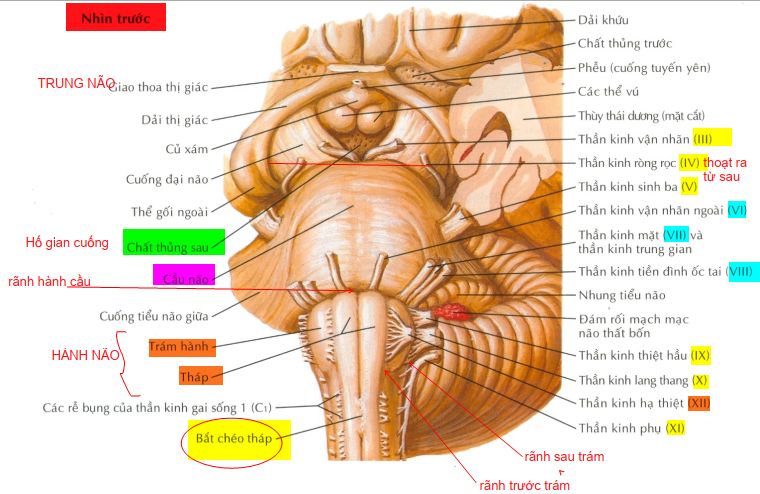 Nhìn trước
TRUNG NÃO
Giao thoa thị giác
Dải thị giác
Củ xám
Cuống đại não
Thể gối ngoài
Hố gian cuống
Chất thủng sau
Cầu não
rãnh hành cầu
Cuống tiểu não giữa
HÀNH NÃO
Trám hành
Tháp
Các rễ bụng của thần kinh gai sống 1 (C₁)
Bắt chéo tháp
Dải khứu
Chất thủng trước
Phễu (cuống tuyến yên)
Các thể vú
Thùy thái dương (mặt cắt)
Thần kinh vận nhãn (III)
Thần kinh ròng rọc (IV) thoạt ra
từ sau
Thần kinh sinh ba (V)
Thần kinh vận nhãn ngoài (VI)
Thần kinh mặt (VII) và
thần kinh trung gian
Thần kinh tiền đình ốc tai (VIII)
Nhung tiểu não
Đám rối mạch mạc
não thất bốn
Thần kinh thiệt hầu (IX)
Thần kinh lang thang (X)
Thần kinh hạ thiệt (XII)
Thần kinh phụ (XI)
rãnh sau trám
rãnh trước trám